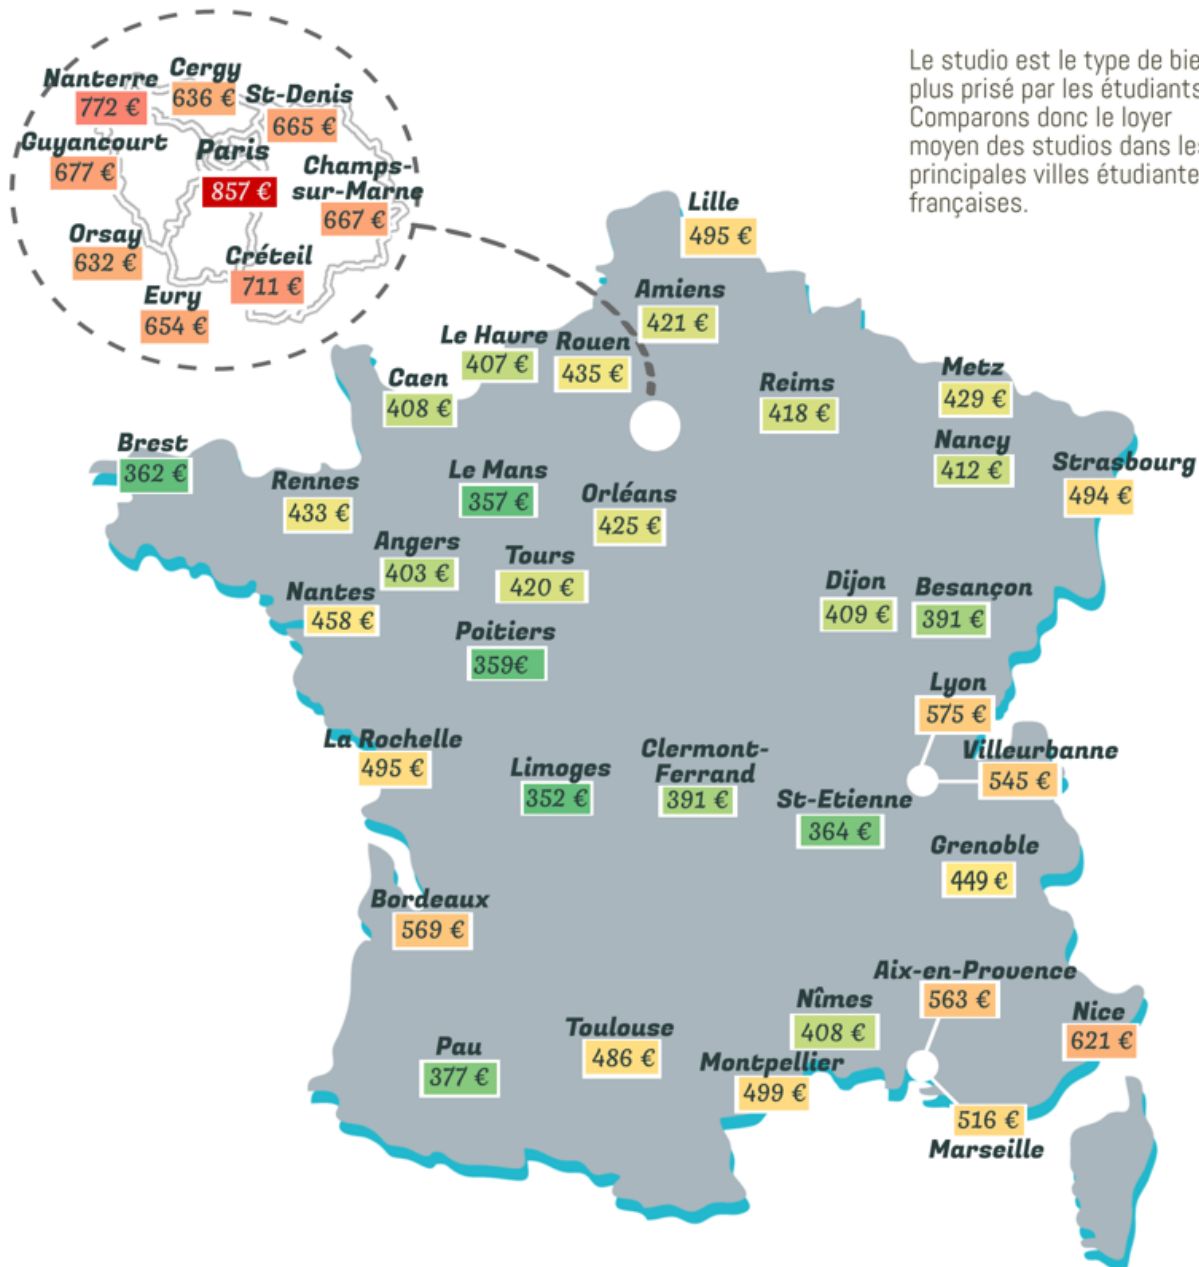 Le studio est le type de bie
plus prisé par les étudiants
Comparons donc le loyer
moyen des studios dans les
principales villes étudiante
françaises.
Nanterre
772 €
Cergy
636 €
St-Denis
665 €
Guyancourt
677 €
Paris
857 €
Champs-
sur-Marne
667 €
Orsay
632 €
Créteil
711 €
Evry
654 €
Lille
495 €
Amiens
421 €
Le Havre
407 €
Rouen
435 €
Caen
408 €
Reims
418 €
Metz
429 €
Nancy
412 €
Strasbourg
494 €
Brest
362 €
Rennes
433 €
Le Mans
357 €
Orléans
425 €
Angers
403 €
Tours
420 €
Nantes
458 €
Dijon
409 €
Besançon
391 €
Poitiers
359€
Lyon
575 €
Villeurbanne
545 €
La Rochelle
495 €
Limoges
352 €
Clermont-
Ferrand
391 €
St-Etienne
364 €
Grenoble
449 €
Bordeaux
569 €
Aix-en-Provence
563 €
Nîmes
408 €
Nice
621 €
Toulouse
486 €
Pau
377 €
Montpellier
499 €
516 €
Marseille